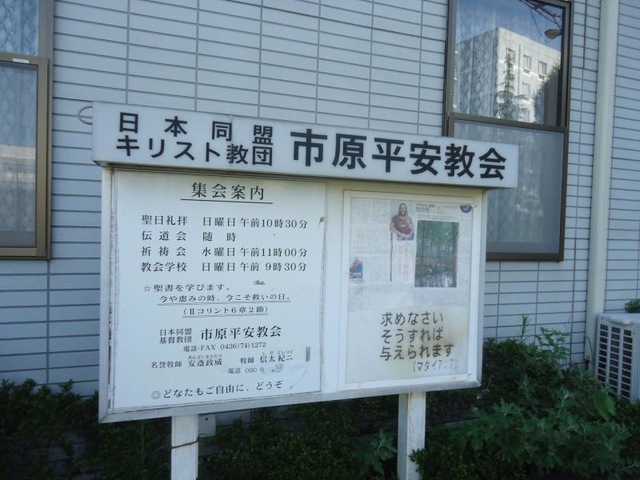 日本同盟
キリスト教団 市原平安教会
集会案内
聖日礼拝 日曜日 午前10時30分
伝道会 随時
祈祷会 水曜日 午前11時00分
教会学校 日曜日 午前 9時30分
☆聖書を学びます。
今や恵みの時、今こそ救いの日。
(Ⅱコリント6章2節)
日本同盟
基督教団 市原平安教会
電話・FAX 0436(74)1272
名誉牧師 安斎政威 牧師
電話 090
◎どなたもご自由に、どうぞ
求めなさい
そうすれば
与えられます
(マタイ7:7)